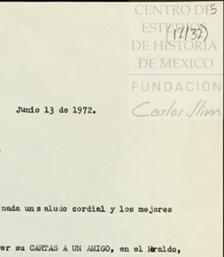 CENTRO DE
ESTUDIOS
DE HISTORIA
DE MEXICO
FUNDACIÓN
Carlos Slim
5
(17/32)
Junio 13 de 1972.
nada un saludo cordial y los mejores
er su CARTAS A UN AMIGO, en el Heraldo,